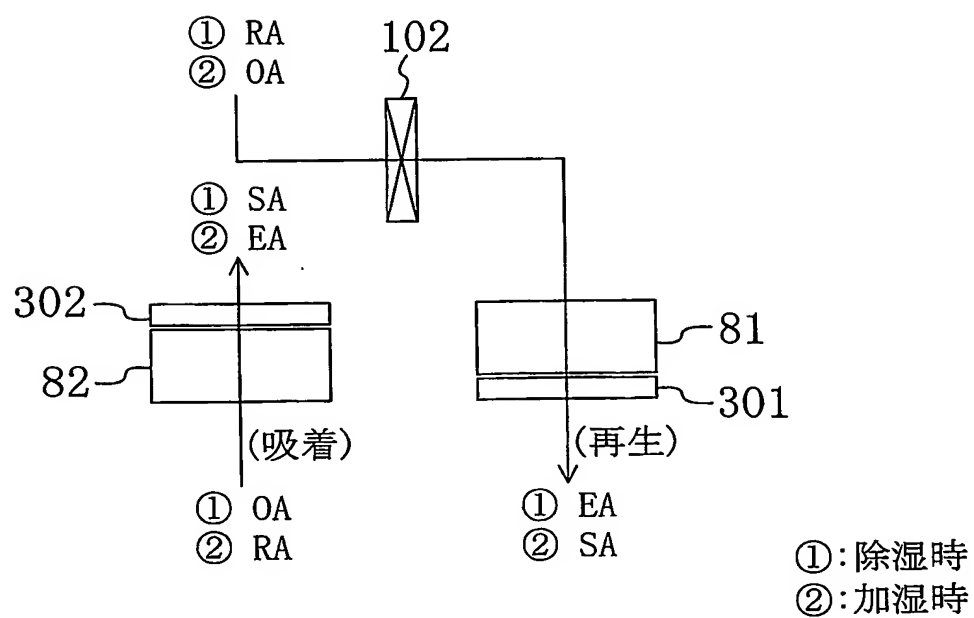 ① RA
② OA
102
① SA
② EA
302
82
81
301
(吸着)
(再生)
① OA
② RA
① EA
② SA
①:除湿時
②:加湿時